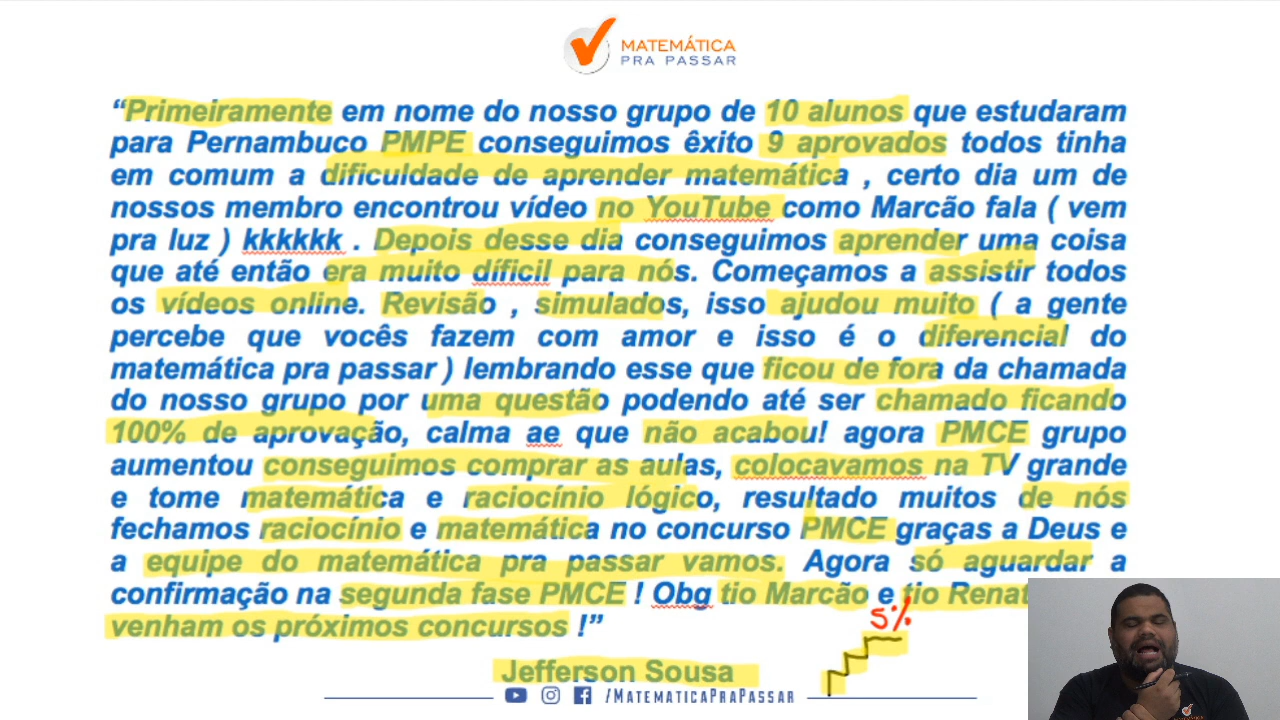 MATEMÁTICA
PRA PASSAR
“Primeiramente em nome do nosso grupo de 10 alunos que estudaram
para Pernambuco PMPE conseguimos êxito 9 aprovados todos tinha
em comum a dificuldade de aprender matemática , certo dia um de
nossos membro encontrou vídeo no YouTube como Marcão fala ( vem
pra luz ) kkkkkk . Depois desse dia conseguimos aprender uma coisa
que até então era muito díficil para nós. Começamos a assistir todos
os vídeos online. Revisão , simulados, isso ajudou muito ( a gente
percebe que vocês fazem com amor e isso é o diferencial do
matemática pra passar ) lembrando esse que ficou de fora da chamada
do nosso grupo por uma questão podendo até ser chamado ficando
100% de aprovação, calma ae que não acabou! agora PMCE grupo
aumentou conseguimos comprar as aulas, colocavamos na TV grande
e tome matemática e raciocínio lógico, resultado muitos de nós
fechamos raciocínio e matemática no concurso PMCE graças a Deus e
a equipe do matemática pra passar vamos. Agora só aguardar a
confirmação na segunda fase PMCE ! Obg tio Marcão e tio Renat
venham os próximos concursos !”
5%
Jefferson Sousa
/MATEMATICAPRAPASSAR